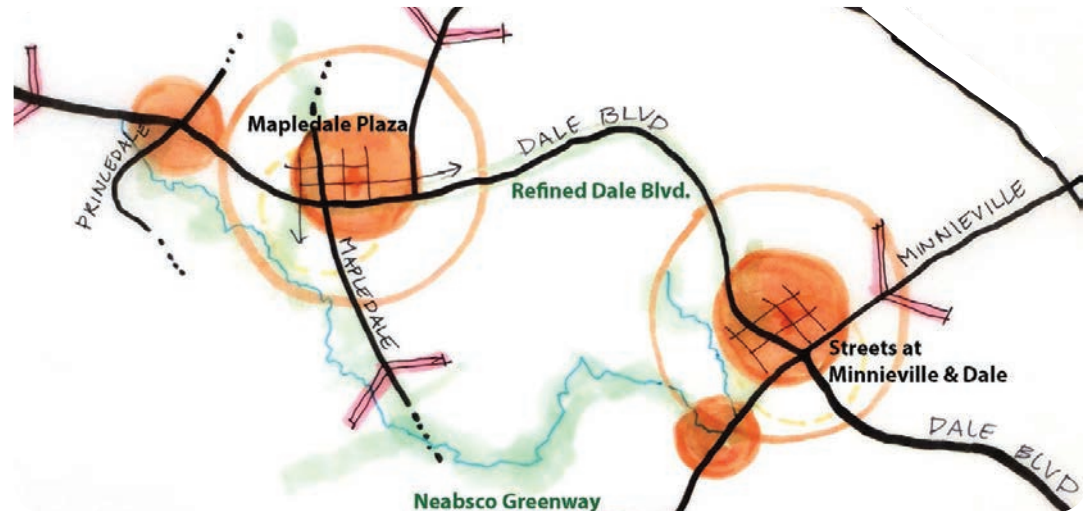 Mapledale Plaza
DALE BLVD
PRINCEDALE
Refined Dale Blvd.
MINNIEVILLE
MAPLEDALE
Streets at
Minnieville & Dale
DALE BLVD
Neabsco Greenway